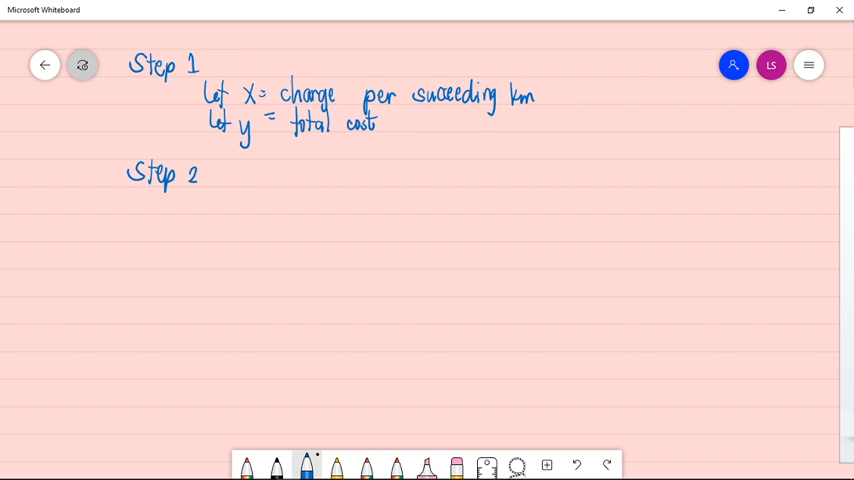 Microsoft Whiteboard
LS
Step 1
let x = charge per succeeding km
let y = total cost
Step 2